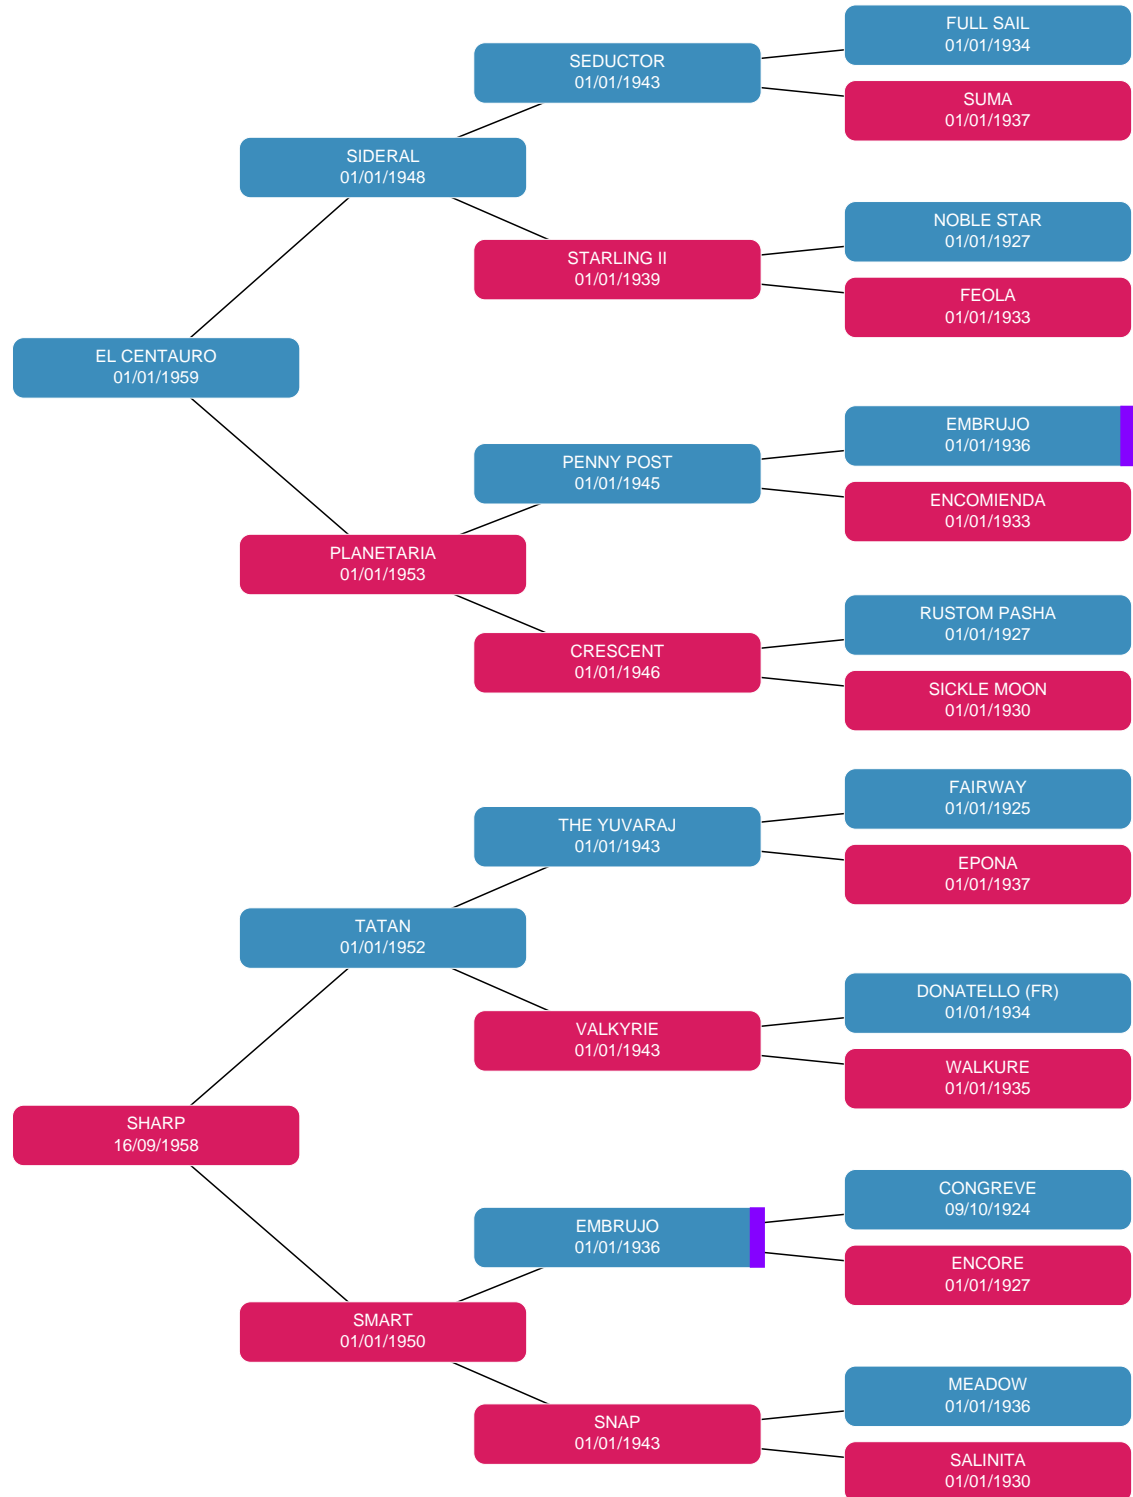 FULL SAIL
01/01/1934
SEDUCTOR
01/01/1943
SUMA
01/01/1937
SIDERAL
01/01/1948
NOBLE STAR
01/01/1927
STARLING II
01/01/1939
FEOLA
01/01/1933
EL CENTAURO
01/01/1959
EMBRUJO
01/01/1936
PENNY POST
01/01/1945
ENCOMIENDA
01/01/1933
PLANETARIA
01/01/1953
RUSTOM PASHA
01/01/1927
CRESCENT
01/01/1946
SICKLE MOON
01/01/1930
FAIRWAY
01/01/1925
THE YUVARAJ
01/01/1943
EPONA
01/01/1937
TATAN
01/01/1952
DONATELLO (FR)
01/01/1934
VALKYRIE
01/01/1943
WALKURE
01/01/1935
SHARP
16/09/1958
CONGREVE
09/10/1924
EMBRUJO
01/01/1936
ENCORE
01/01/1927
SMART
01/01/1950
MEADOW
01/01/1936
SNAP
01/01/1943
SALINITA
01/01/1930